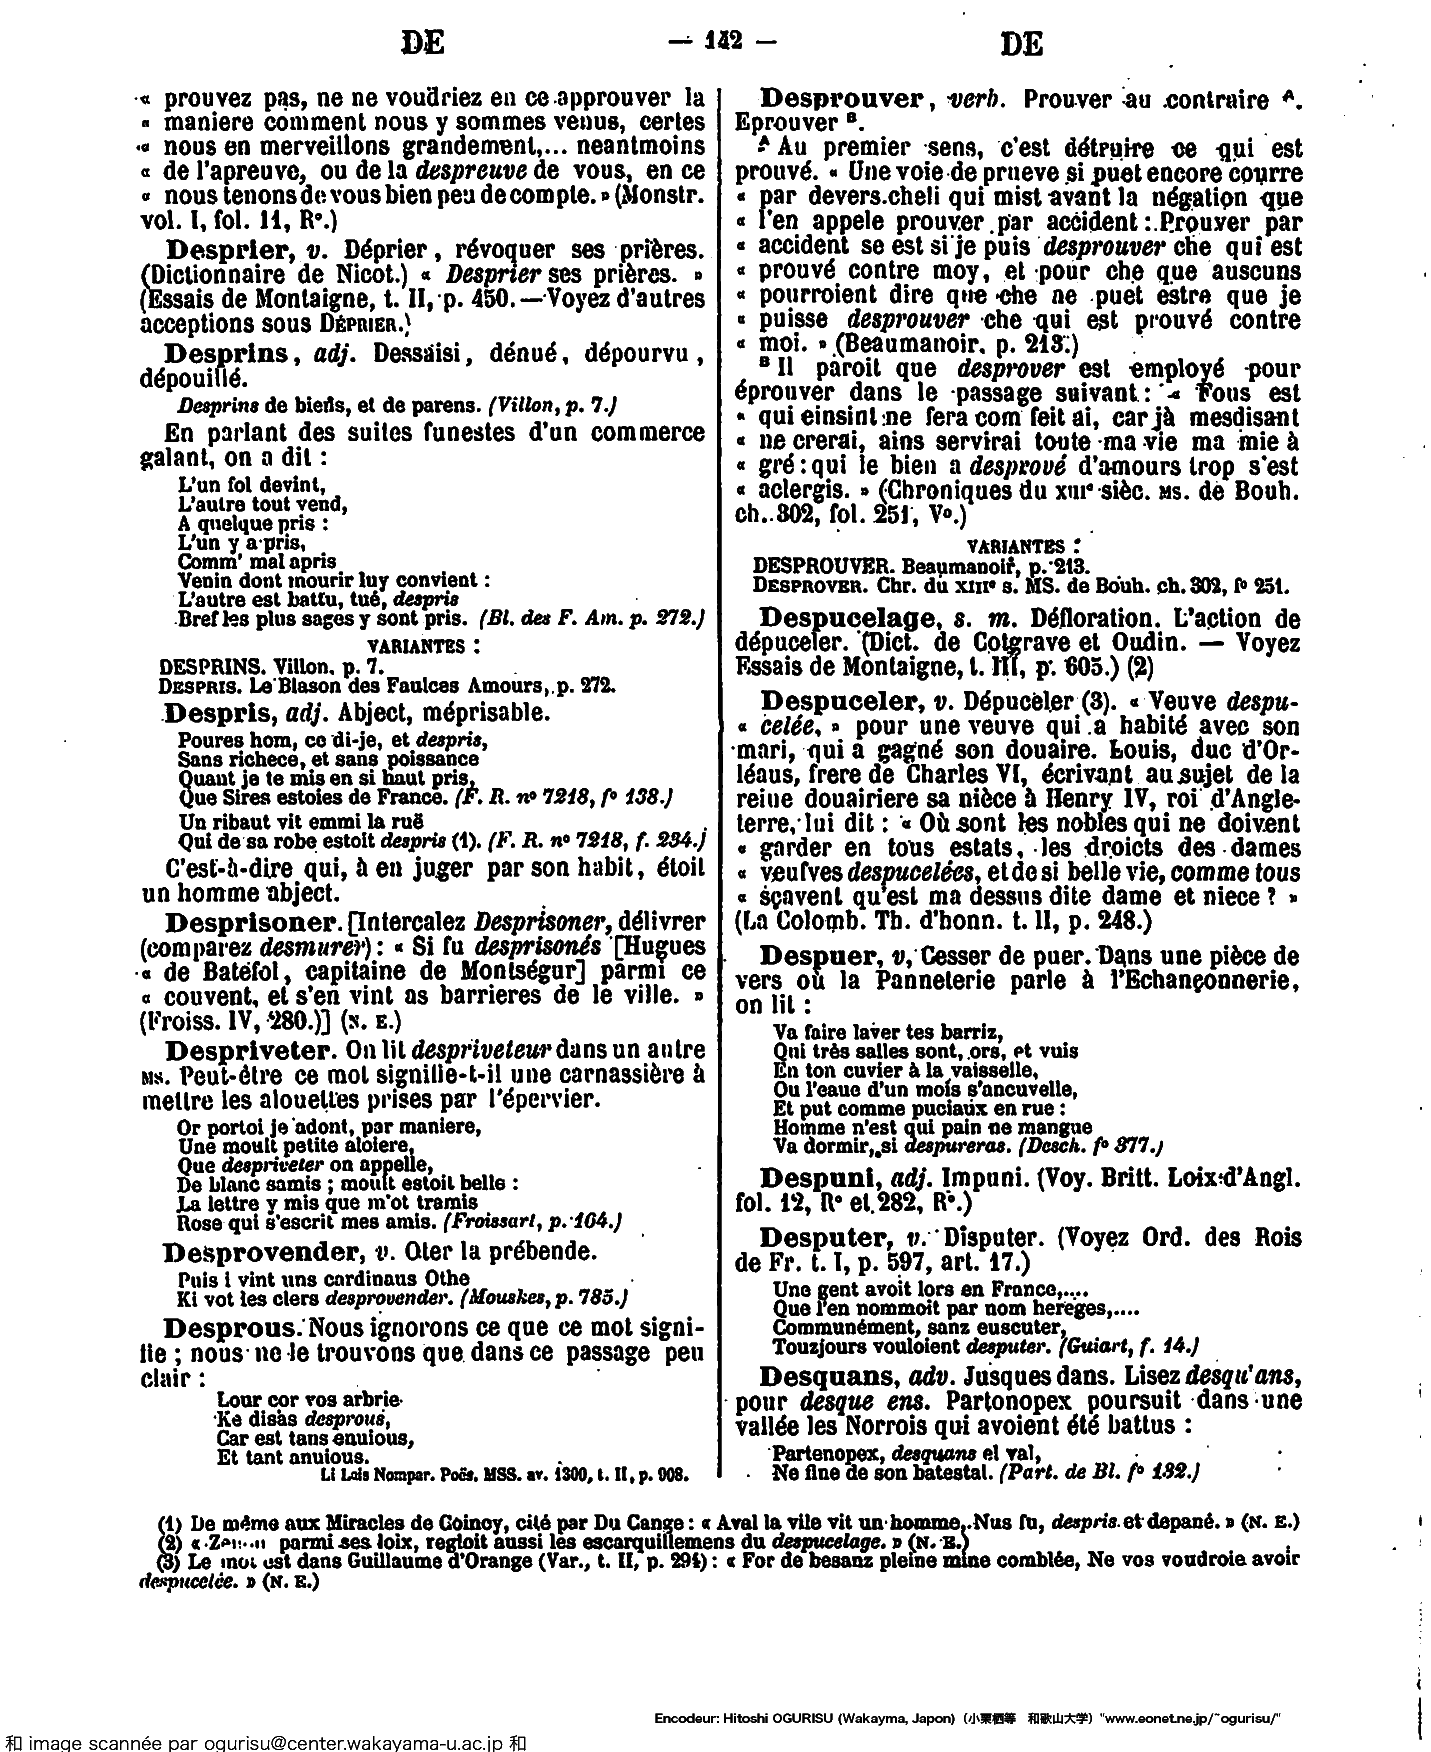 DE
— 142 —
DE
« prouvez pas, ne ne voudriez en ce approuver la
« maniere comment nous y sommes venus, certes
« nous en merveillons grandement,... neantmoins
« de l'apreuve, ou de la despreuve de vous, en ce
« nous tenons de vous bien peu de compte. » (Monstr.
vol. I, fol. 11, R°.)
Desprier, v. Déprier, révoquer ses prières.
(Dictionnaire de Nicot.) « Desprier ses prières. »
(Essais de Montaigne, t. II, p. 450. — Voyez d'autres
acceptions sous DÉPRIER.)
Desprins, adj. Dessaisi, dénué, dépourvu,
dépouillé.
Desprins de biens, et de parens. (Villon, p. 7.)
En parlant des suites funestes d'un commerce
galant, on a dit :
L'un fol devint,
L'autre tout vend,
A quelque pris :
L'un y a pris,
Comm' mal apris
Venin dont mourir luy convient :
L'autre est battu, tué, despris
Bref les plus sages y sont pris. (Bl. des F. Am. p. 272.)
VARIANTES :
DESPRINS. Villon, p. 7.
DESPRIS. Le Blason des Faulces Amours, p. 272.
Despris, adj. Abject, méprisable.
Poures hom, ce di-je, et despris,
Sans richece, et sans poissance
Quant je te mis en si haut pris,
Que Sires estoies de France. (F. R. n° 7218, f° 138.)
Un ribaut vit emmi la ruë
Qui de sa robe estoit despris (1). (F. R. n° 7218, f. 234.)
C'est-à-dire qui, à en juger par son habit, étoit
un homme abject.
Desprisoner. [Intercalez Desprisoner, délivrer
(comparez desmurer) : « Si fu desprisonés [Hugues
« de Batefol, capitaine de Montségur] parmi ce
« couvent, et s'en vint as barrieres de le ville. »
(Froiss. IV, 280.)] (N. E.)
Despriveter. On lit despriveteur dans un autre
MS. Peut-être ce mot signifie-t-il une carnassière à
mettre les alouettes prises par l'épervier.
Or portoi je adont, par maniere,
Une moult petite aloiere,
Que despriveter on appelle,
De blanc samis ; moult estoit belle :
La lettre y mis que m'ot tramis
Rose qui s'escrit mes amis. (Froissart, p. 164.)
Desprovender, v. Oter la prébende.
Puis i vint uns cardinaus Othe
Ki vot les clers desprovender. (Mouskes, p. 785.)
Desprous. Nous ignorons ce que ce mot signi-
fie ; nous ne le trouvons que dans ce passage peu
clair :
Lour cor vos arbrie
Ke disas desprous,
Car est tans enuious,
Et tant anuious.
Li Lais Nompar. Poës. MSS. av. 1300, t. II, p. 908.
Desprouver, verb. Prouver au contraire A.
Eprouver B.
A Au premier sens, c'est détruire ce qui est
prouvé. « Une voie de prueve si puet encore courre
« par devers cheli qui mist avant la négation que
« l'en appele prouver par accident : Prouver par
« accident se est si je puis desprouver che qui est
« prouvé contre moy, et pour che que auscuns
« pourroient dire que che ne puet estre que je
« puisse desprouver che qui est prouvé contre
« moi. » (Beaumanoir, p. 213.)
B Il paroit que desprover est employé pour
éprouver dans le passage suivant : « Fous est
« qui einsint ne fera com feit ai, car jà mesdisant
« ne crerai, ains servirai toute ma vie ma mie à
« gré : qui le bien a desprové d'amours trop s'est
« aclergis. » (Chroniques du XIIIe sièc. MS. de Bouh.
ch. 302, fol. 251, V°.)
VARIANTES :
DESPROUVER. Beaumanoir, p. 213.
DESPROVER. Chr. du XIIIe s. MS. de Bouh. ch. 302, f° 251.
Despucelage, s. m. Défloration. L'action de
dépuceler. (Dict. de Cotgrave et Oudin. — Voyez
Essais de Montaigne, t. III, p. 605.) (2)
Despuceler, v. Dépuceler (3). « Veuve despu-
« celée, » pour une veuve qui a habité avec son
mari, qui a gagné son douaire. Louis, duc d'Or-
léaus, frere de Charles VI, écrivant au sujet de la
reine douairiere sa nièce à Henry IV, roi d'Angle-
terre, lui dit : « Où sont les nobles qui ne doivent
« garder en tous estats, les droicts des dames
« veufves despucelées, et de si belle vie, comme tous
« sçavent qu'est ma dessus dite dame et niece ? »
(La Colomb. Th. d'honn. t. II, p. 248.)
Despuer, v, Cesser de puer. Dans une pièce de
vers où la Panneterie parle à l'Echançonnerie,
on lit :
Va faire laver tes barriz,
Qui très salles sont, ors, et vuis
En ton cuvier à la vaisselle,
Ou l'eaue d'un mois s'ancuvelle,
Et put comme puciaux en rue :
Homme n'est qui pain ne mangue
Va dormir, si despureras. (Desch. f° 377.)
Despuni, adj. Impuni. (Voy. Britt. Loix d'Angl.
fol. 12, R° et 282, R°.)
Desputer, v. Disputer. (Voyez Ord. des Rois
de Fr. t. I, p. 597, art. 17.)
Une gent avoit lors en France,....
Que l'en nommoit par nom hereges,....
Communément, sanz euscuter,
Touzjours vouloient desputer. (Guiart, f. 14.)
Desquans, adv. Jusques dans. Lisez desqu'ans,
pour desque ens. Partonopex poursuit dans une
vallée les Norrois qui avoient été battus :
Partenopex, desquans el val,
Ne fine de son batestal. (Part. de Bl. f° 132.)
(1) De même aux Miracles de Coincy, cité par Du Cange : « Aval la vile vit un homme, Nus fu, despris et depané. » (N. E.)
(2) « parmi ses loix, regloit aussi les escarquillemens du despucelage. » (N. E.)
(3) Le mot est dans Guillaume d'Orange (Var., t. II, p. 294) : « For de besanz pleine mine comblée, Ne vos voudroie avoir
despucelée. » (N. E.)
Encodeur: Hitoshi OGURISU (Wakayma, Japon)（小栗栖等 和歌山大学）"www.eonet.ne.jp/~ogurisu/"
和 image scannée par ogurisu@center.wakayama-u.ac.jp 和